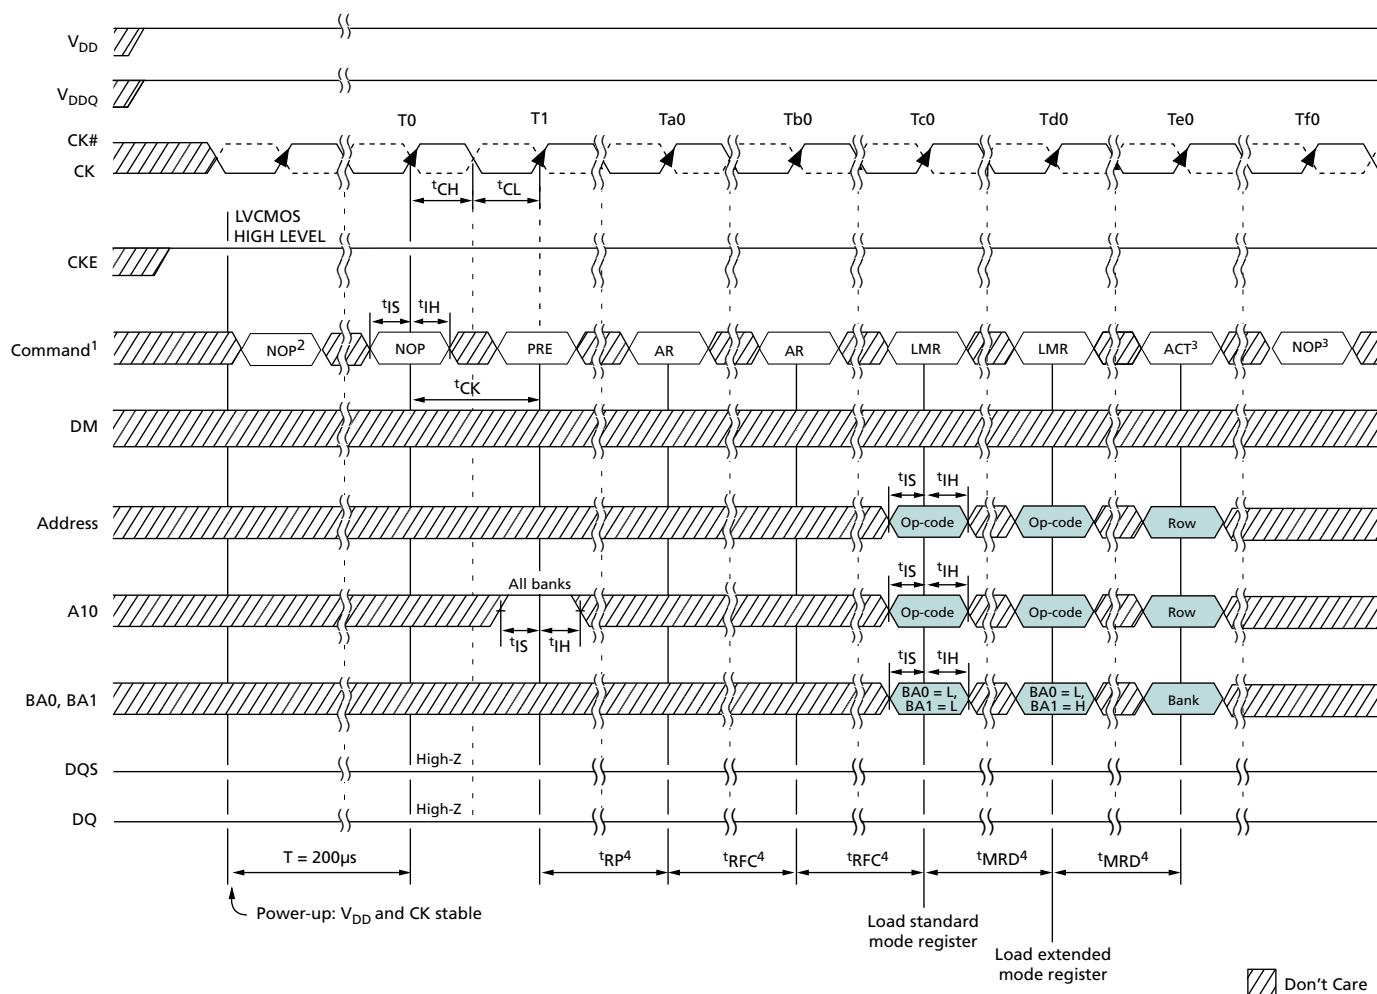 VDD
VDDQ
T0 T1 Ta0 Tb0 Tc0 Td0 Te0 Tf0
CK#
CK
tCH tCL
LVCMOS
HIGH LEVEL
CKE
tIS tIH
Command1 NOP2 NOP PRE AR AR LMR LMR ACT3 NOP3
tCK
DM
tIS tIH
Address Op-code Op-code Row
All banks tIS tIH
A10 Op-code Op-code Row
tIS tIH
tIS tIH
BA0, BA1 BA0 = L, BA1 = L BA0 = L, BA1 = H Bank
DQS High-Z
DQ High-Z
T = 200µs tRP4 tRFC4 tRFC4 tMRD4 tMRD4
Power-up: VDD and CK stable
Load standard
mode register
Load extended
mode register
Don't Care